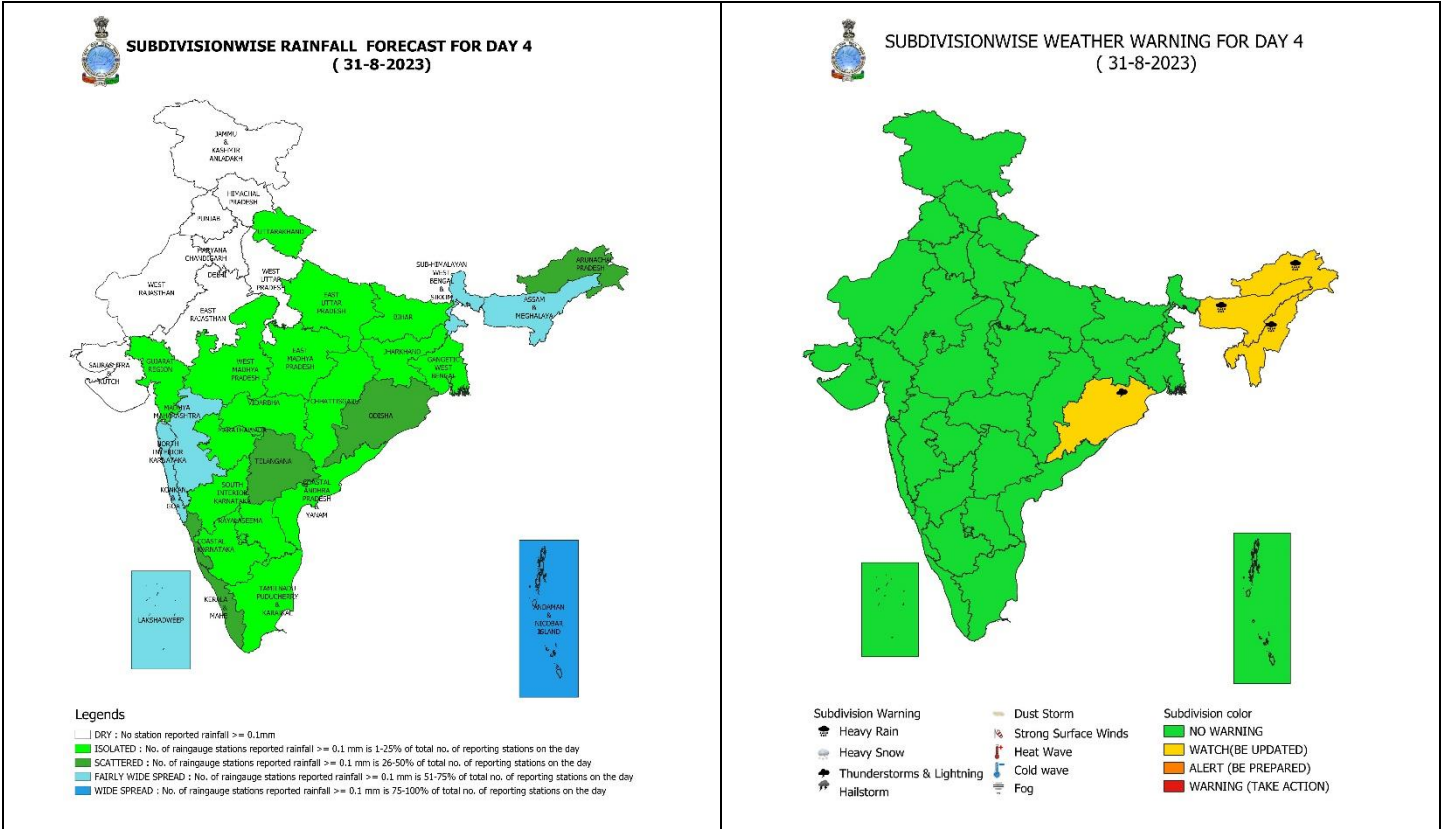 SUBDIVISIONWISE RAINFALL FORECAST FOR DAY 4
( 31-8-2023)
JAMMU
&
KASHMIR
ANLADAKH
HIMACHAL
PRADESH
PUNJAB
UTTARAKHAND
HARYANA
CHANDIGARH
DELHI
WEST
UTTAR
PRADESH
WEST
RAJASTHAN
EAST
RAJASTHAN
EAST
UTTAR
PRADESH
BIHAR
SUB-HIMALAYAN
WEST
BENGAL
&
SIKKIM
ARUNACHAL
PRADESH
ASSAM
&
MEGHALAYA
SAURASHTRA
&
KUTCH
GUJARAT
REGION
WEST
MADHYA
PRADESH
EAST
MADHYA
PRADESH
JHARKHAND
GANGETIC
WEST
BENGAL
MADHYA
MAHARASHTRA
VIDARBHA
CHHATTISGARH
ODISHA
MARATHAWADA
NORTH
INTERIOR
KARNATAKA
TELANGANA
KONKAN
&
GOA
SOUTH
INTERIOR
KARNATAKA
COASTAL
ANDHRA
PRADESH
&
YANAM
RAYALASEEMA
COASTAL
KARNATAKA
KERALA
&
MAHE
TAMILNADU
PUDUCHERRY
&
KARAIKAL
LAKSHADWEEP
ANDAMAN
&
NICOBAR
ISLAND
Legends
DRY : No station reported rainfall >= 0.1mm
ISOLATED : No. of raingauge stations reported rainfall >= 0.1 mm is 1-25% of total no. of reporting stations on the day
SCATTERED : No. of raingauge stations reported rainfall >= 0.1 mm is 26-50% of total no. of reporting stations on the day
FAIRLY WIDE SPREAD : No. of raingauge stations reported rainfall >= 0.1 mm is 51-75% of total no. of reporting stations on the day
WIDE SPREAD : No. of raingauge stations reported rainfall >= 0.1 mm is 75-100% of total no. of reporting stations on the day
SUBDIVISIONWISE WEATHER WARNING FOR DAY 4
( 31-8-2023)
Subdivision Warning
Heavy Rain
Heavy Snow
Thunderstorms & Lightning
Hailstorm
Dust Storm
Strong Surface Winds
Heat Wave
Cold wave
Fog
Subdivision color
NO WARNING
WATCH(BE UPDATED)
ALERT (BE PREPARED)
WARNING (TAKE ACTION)